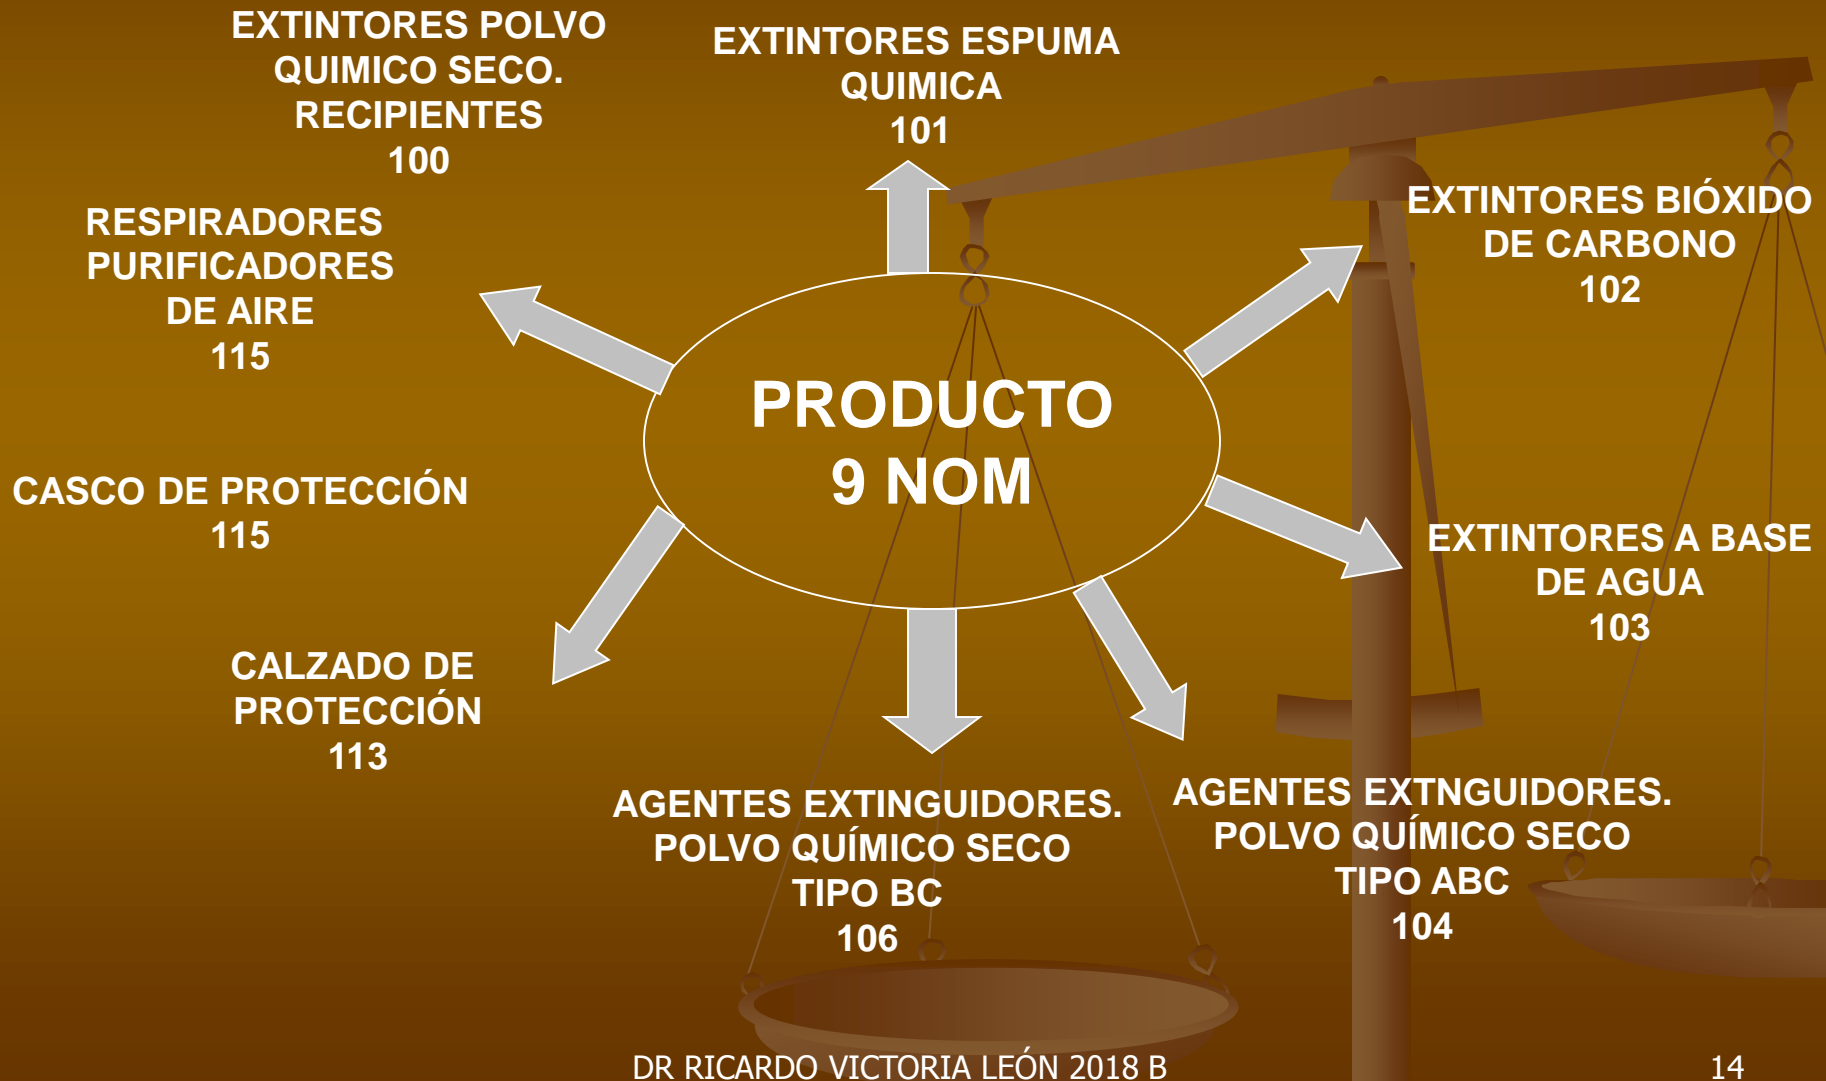 EXTINTORES POLVO
QUIMICO SECO.
RECIPIENTES
100
EXTINTORES ESPUMA
QUIMICA
101
EXTINTORES BIÓXIDO
DE CARBONO
102
RESPIRADORES
PURIFICADORES
DE AIRE
115
PRODUCTO
9 NOM
CASCO DE PROTECCIÓN
115
EXTINTORES A BASE
DE AGUA
103
CALZADO DE
PROTECCIÓN
113
AGENTES EXTINGUIDORES.
POLVO QUÍMICO SECO
TIPO BC
106
AGENTES EXTNGUIDORES.
POLVO QUÍMICO SECO
TIPO ABC
104
DR RICARDO VICTORIA LEÓN 2018 B
14